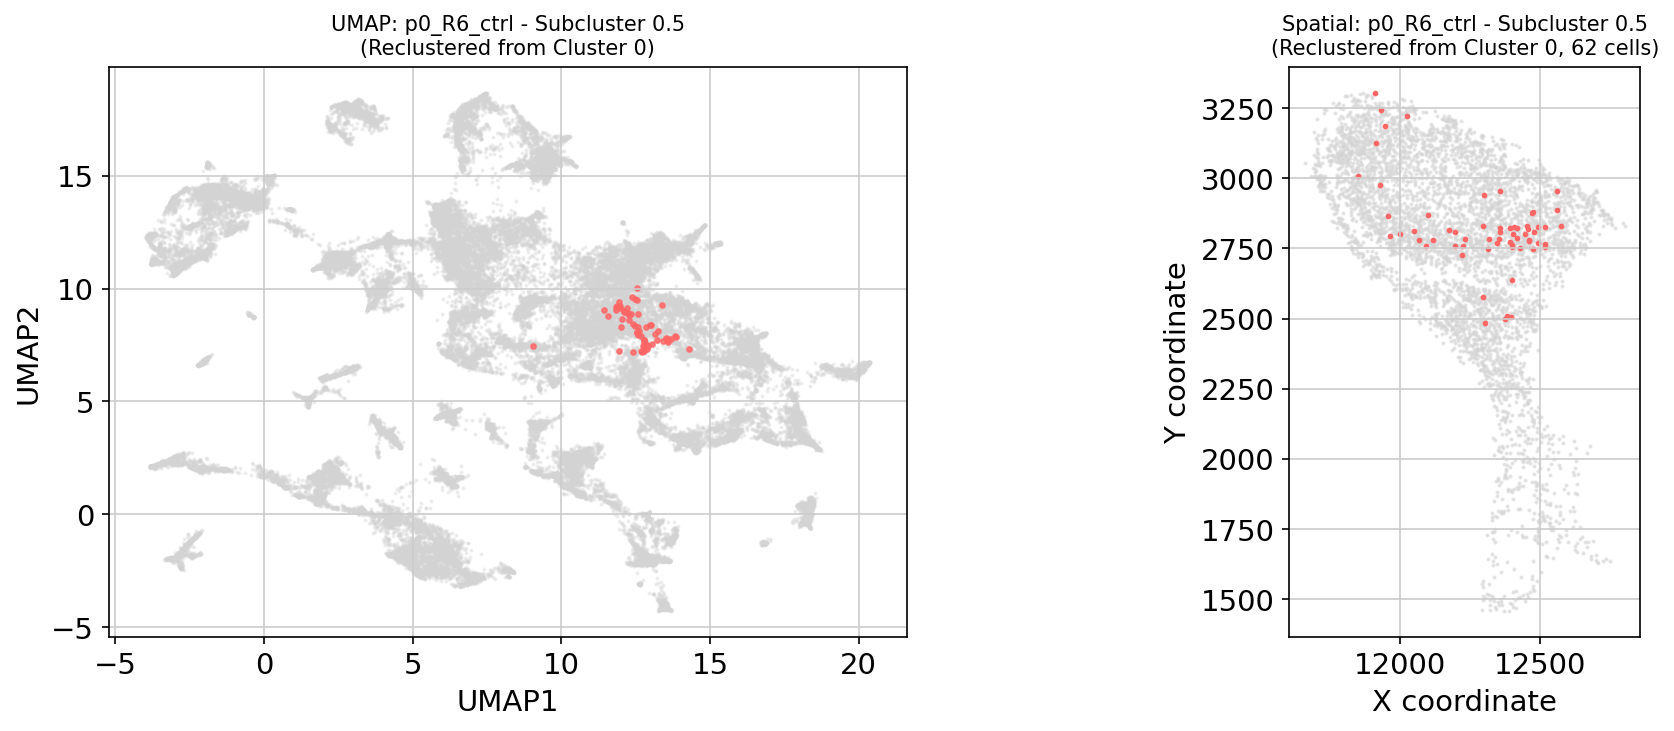 UMAP: p0_R6_ctrl - Subcluster 0.5
(Reclustered from Cluster 0)
15
10
5
0
−5
−5
0
5
10
15
20
UMAP1
UMAP2
Spatial: p0_R6_ctrl - Subcluster 0.5
(Reclustered from Cluster 0, 62 cells)
3250
3000
2750
2500
2250
2000
1750
1500
12000
12500
X coordinate
Y coordinate